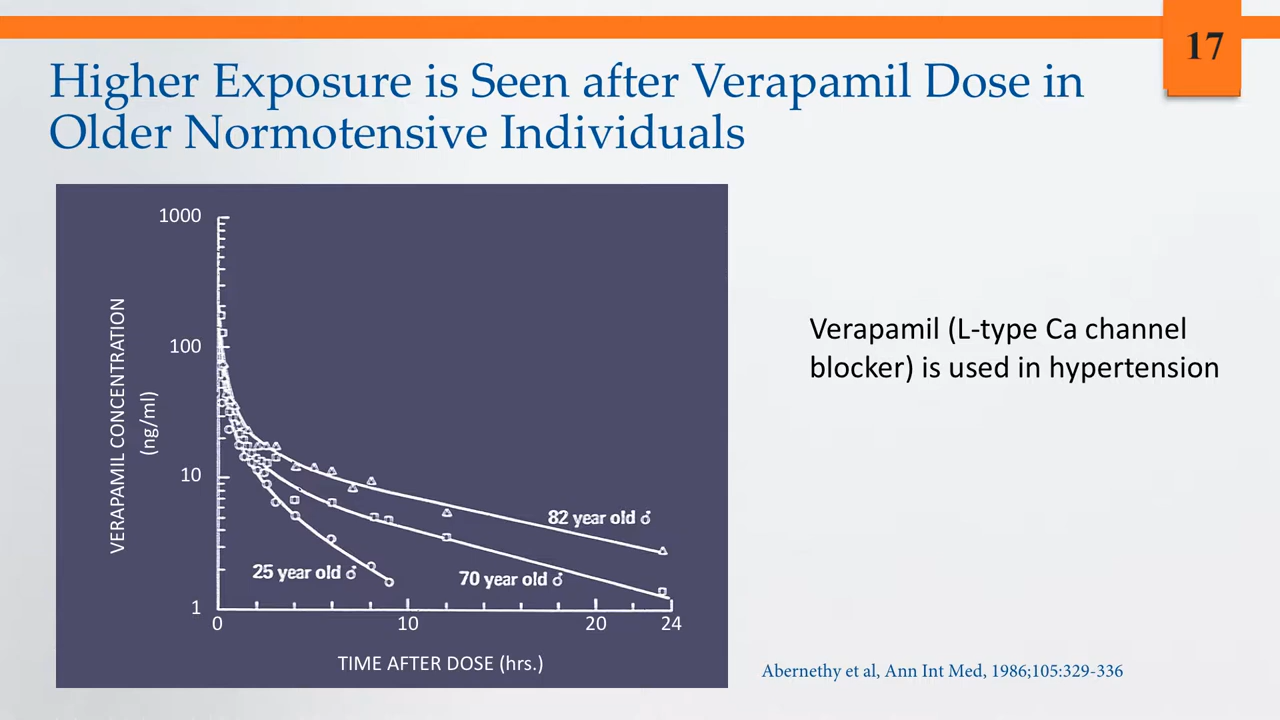 17
Higher Exposure is Seen after Verapamil Dose in
Older Normotensive Individuals
VERAPAMIL CONCENTRATION
(ng/ml)
1000
100
10
1
82 year old ♂
25 year old ♂
70 year old ♂
0
10
20
24
TIME AFTER DOSE (hrs.)
Verapamil (L-type Ca channel
blocker) is used in hypertension
Abernethy et al, Ann Int Med, 1986;105:329-336